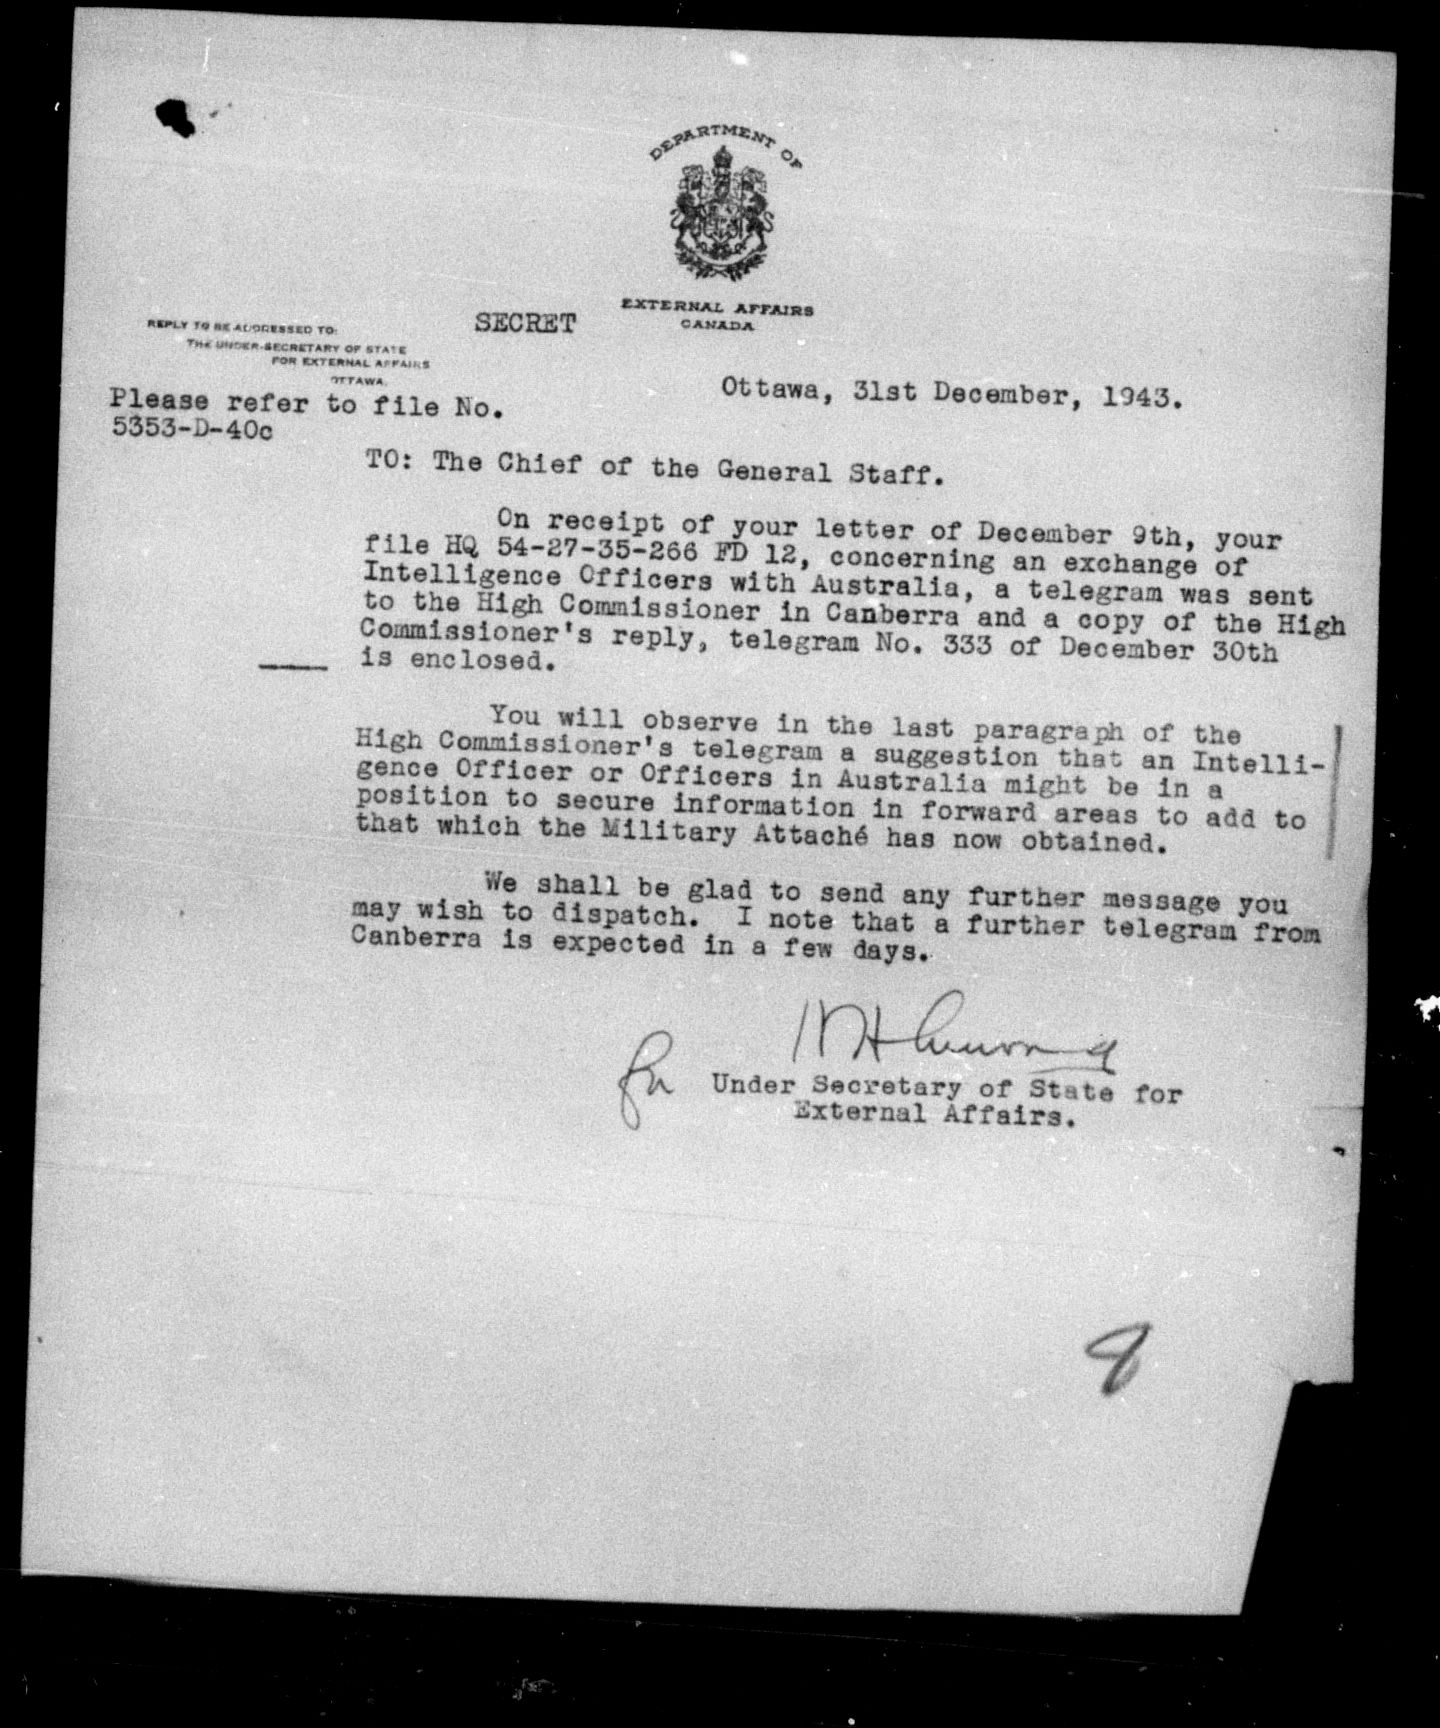 DEPARTMENT OF
EXTERNAL AFFAIRS
CANADA
SECRET
REPLY TO BE ADDRESSED TO:
THE UNDER-SECRETARY OF STATE
FOR EXTERNAL AFFAIRS
OTTAWA.
Ottawa, 31st December, 1943.
Please refer to file No.
5353-D-40c
TO: The Chief of the General Staff.
On receipt of your letter of December 9th, your
file HQ 54-27-35-266 FD 12, concerning an exchange of
Intelligence Officers with Australia, a telegram was sent
to the High Commissioner in Canberra and a copy of the High
Commissioner's reply, telegram No. 333 of December 30th
is enclosed.
You will observe in the last paragraph of the
High Commissioner's telegram a suggestion that an Intelli-
gence Officer or Officers in Australia might be in a
position to secure information in forward areas to add to
that which the Military Attaché has now obtained.
We shall be glad to send any further message you
may wish to dispatch. I note that a further telegram from
Canberra is expected in a few days.
for Under Secretary of State for
External Affairs.
8